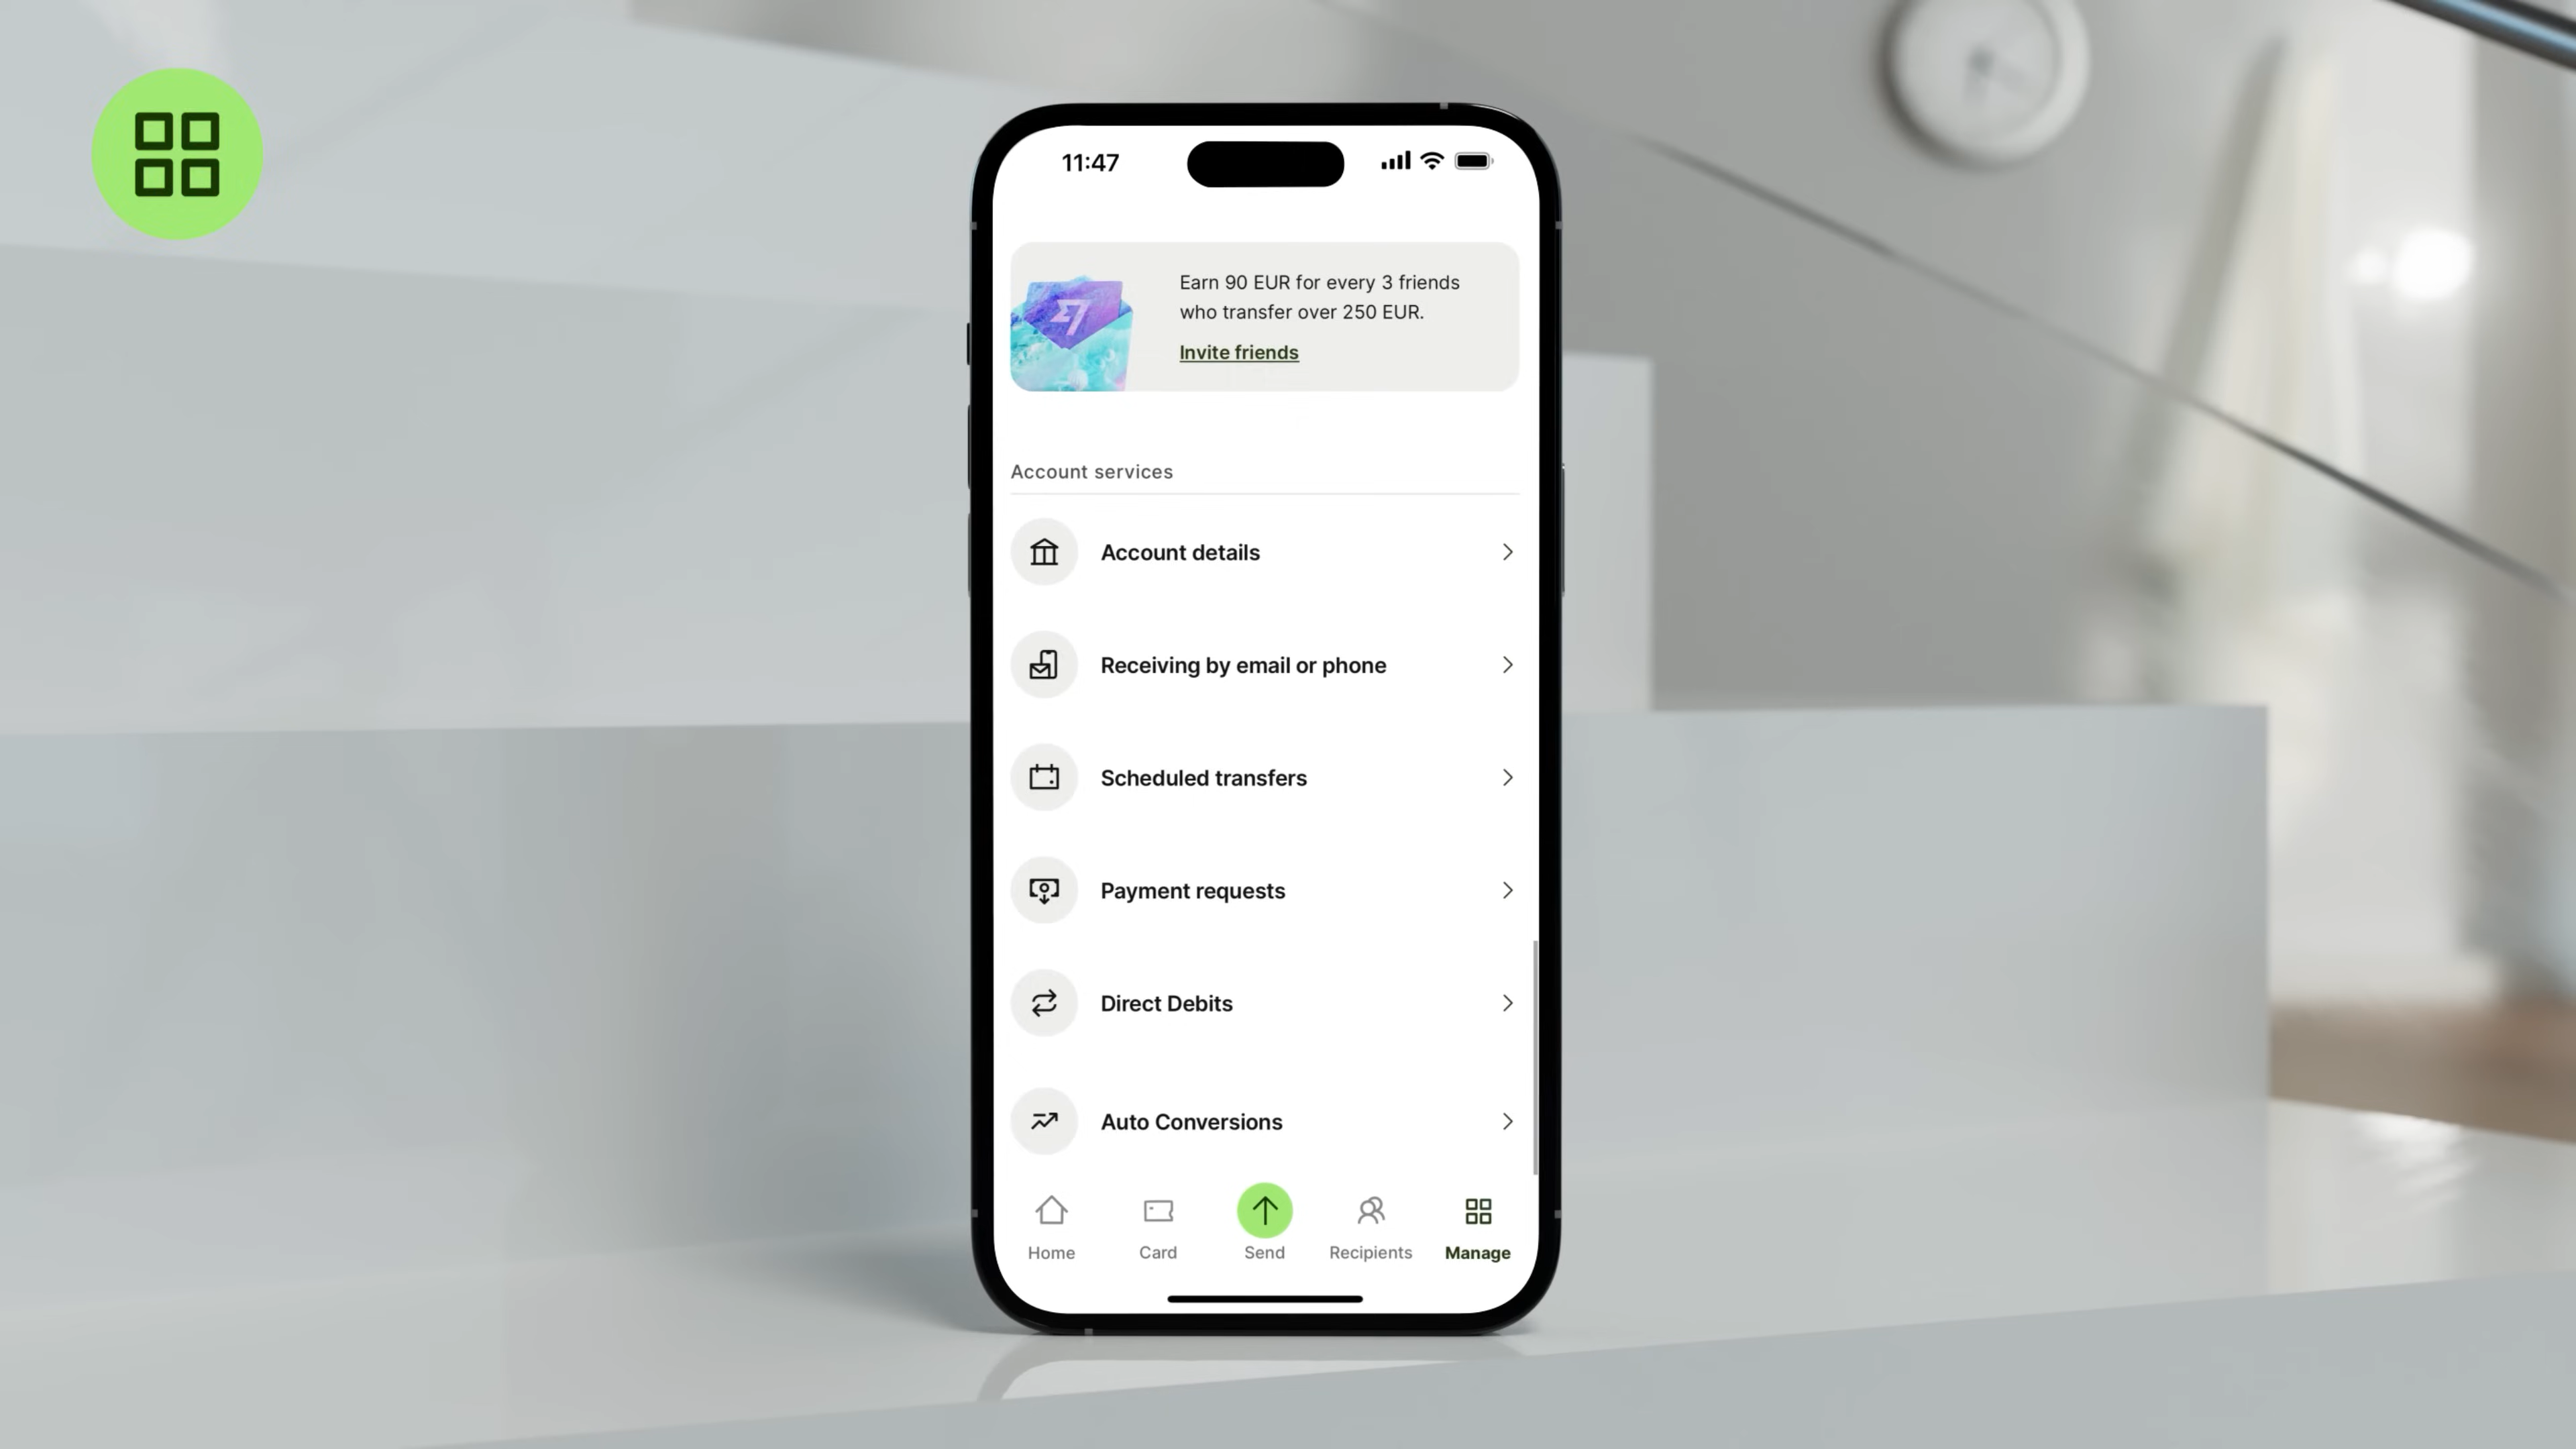 11:47
Earn 90 EUR for every 3 friends
who transfer over 250 EUR.
Invite friends
Account services
Account details
Receiving by email or phone
Scheduled transfers
Payment requests
Direct Debits
Auto Conversions
Home
Card
Send
Recipients
Manage